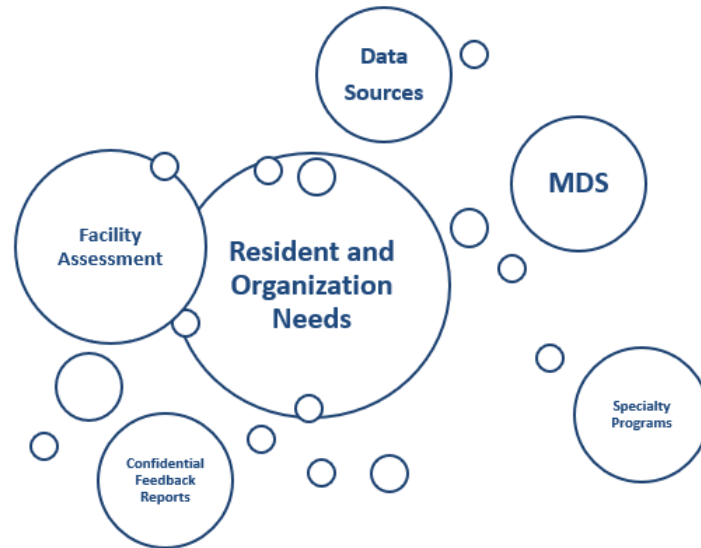 Data
Sources
MDS
Facility
Assessment
Resident and
Organization
Needs
Specialty
Programs
Confidential
Feedback
Reports